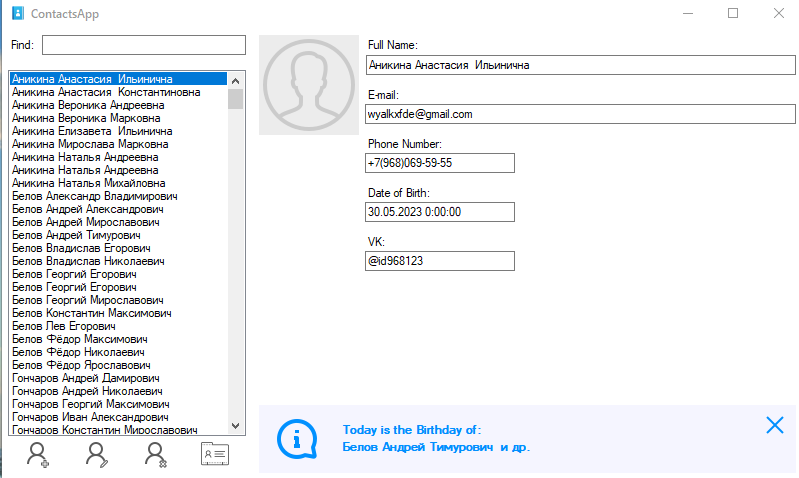 ContactsApp
Find:
Аникина Анастасия Ильинична
Аникина Анастасия Константиновна
Аникина Вероника Андреевна
Аникина Вероника Марковна
Аникина Елизавета Ильинична
Аникина Мирослава Марковна
Аникина Наталья Андреевна
Аникина Наталья Андреевна
Аникина Наталья Михайловна
Белов Александр Владимирович
Белов Андрей Александрович
Белов Андрей Мирославович
Белов Андрей Тимурович
Белов Владислав Егорович
Белов Владислав Николаевич
Белов Георгий Егорович
Белов Георгий Егорович
Белов Георгий Мирославович
Белов Константин Максимович
Белов Лев Егорович
Белов Фёдор Максимович
Белов Фёдор Николаевич
Белов Фёдор Ярославович
Гончаров Андрей Дамирович
Гончаров Андрей Николаевич
Гончаров Георгий Максимович
Гончаров Иван Александрович
Гончаров Константин Мирославович
Full Name:
Аникина Анастасия Ильинична
E-mail:
wyalkxfde@gmail.com
Phone Number:
+7(968)069-59-55
Date of Birth:
30.05.2023 0:00:00
VK:
@id968123
Today is the Birthday of:
Белов Андрей Тимурович и др.